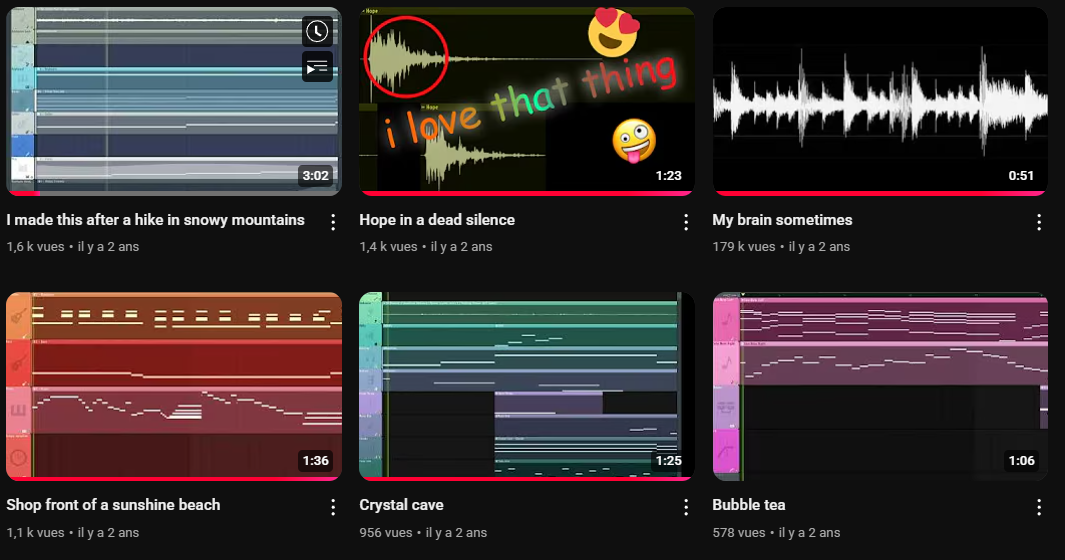 Hope
i love that thing
Hope
3:02
1:23
0:51
I made this after a hike in snowy mountains
Hope in a dead silence
My brain sometimes
1,6 k vues • il y a 2 ans
1,4 k vues • il y a 2 ans
179 k vues • il y a 2 ans
1:36
1:25
1:06
Shop front of a sunshine beach
Crystal cave
Bubble tea
1,1 k vues • il y a 2 ans
956 vues • il y a 2 ans
578 vues • il y a 2 ans